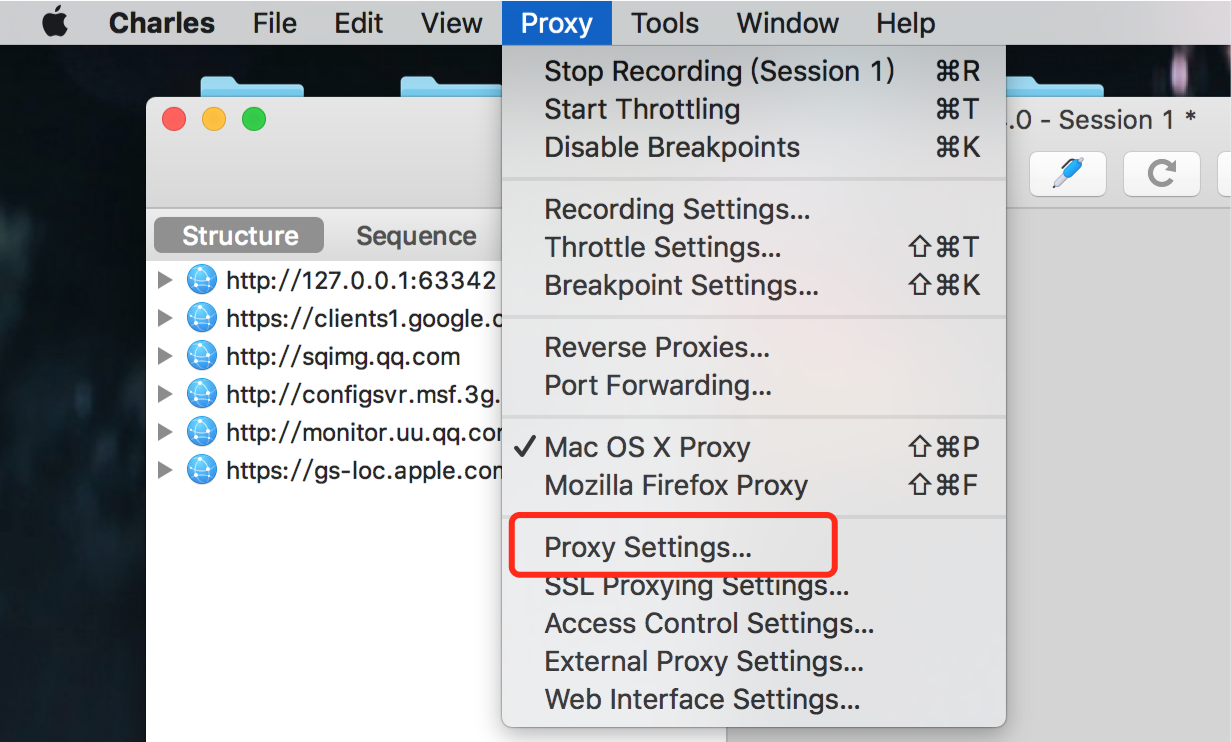 Charles File Edit View Proxy Tools Window Help
Stop Recording (Session 1) ⌘R
Start Throttling ⌘T
Disable Breakpoints ⌘K
Recording Settings...
Throttle Settings... ⇧⌘T
Breakpoint Settings... ⇧⌘K
Reverse Proxies...
Port Forwarding...
✓ Mac OS X Proxy ⇧⌘P
Mozilla Firefox Proxy ⇧⌘F
Proxy Settings...
SSL Proxying Settings...
Access Control Settings...
External Proxy Settings...
Web Interface Settings...
.0 - Session 1 *
Structure Sequence
http://127.0.0.1:63342
https://clients1.google.c
http://sqimg.qq.com
http://configsvr.msf.3g.
http://monitor.uu.qq.co
https://gs-loc.apple.co